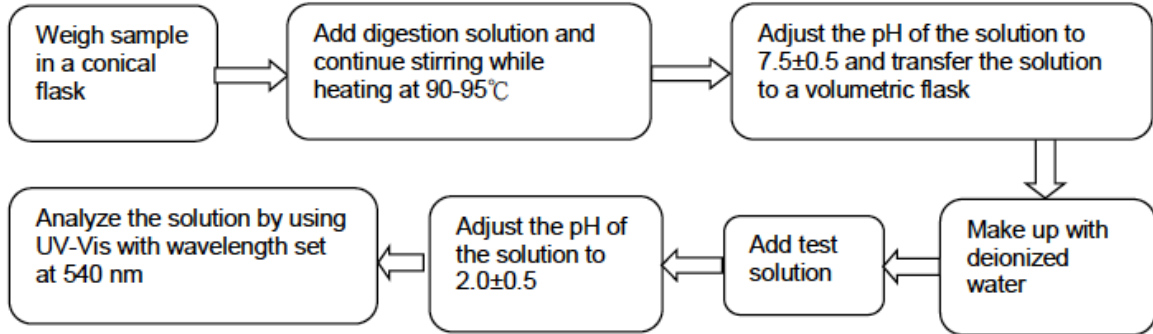 Weigh sample
in a conical
flask
Add digestion solution and
continue stirring while
heating at 90-95℃
Adjust the pH of the solution to
7.5±0.5 and transfer the solution
to a volumetric flask
Make up with
deionized
water
Add test
solution
Adjust the pH of
the solution to
2.0±0.5
Analyze the solution by using
UV-Vis with wavelength set
at 540 nm